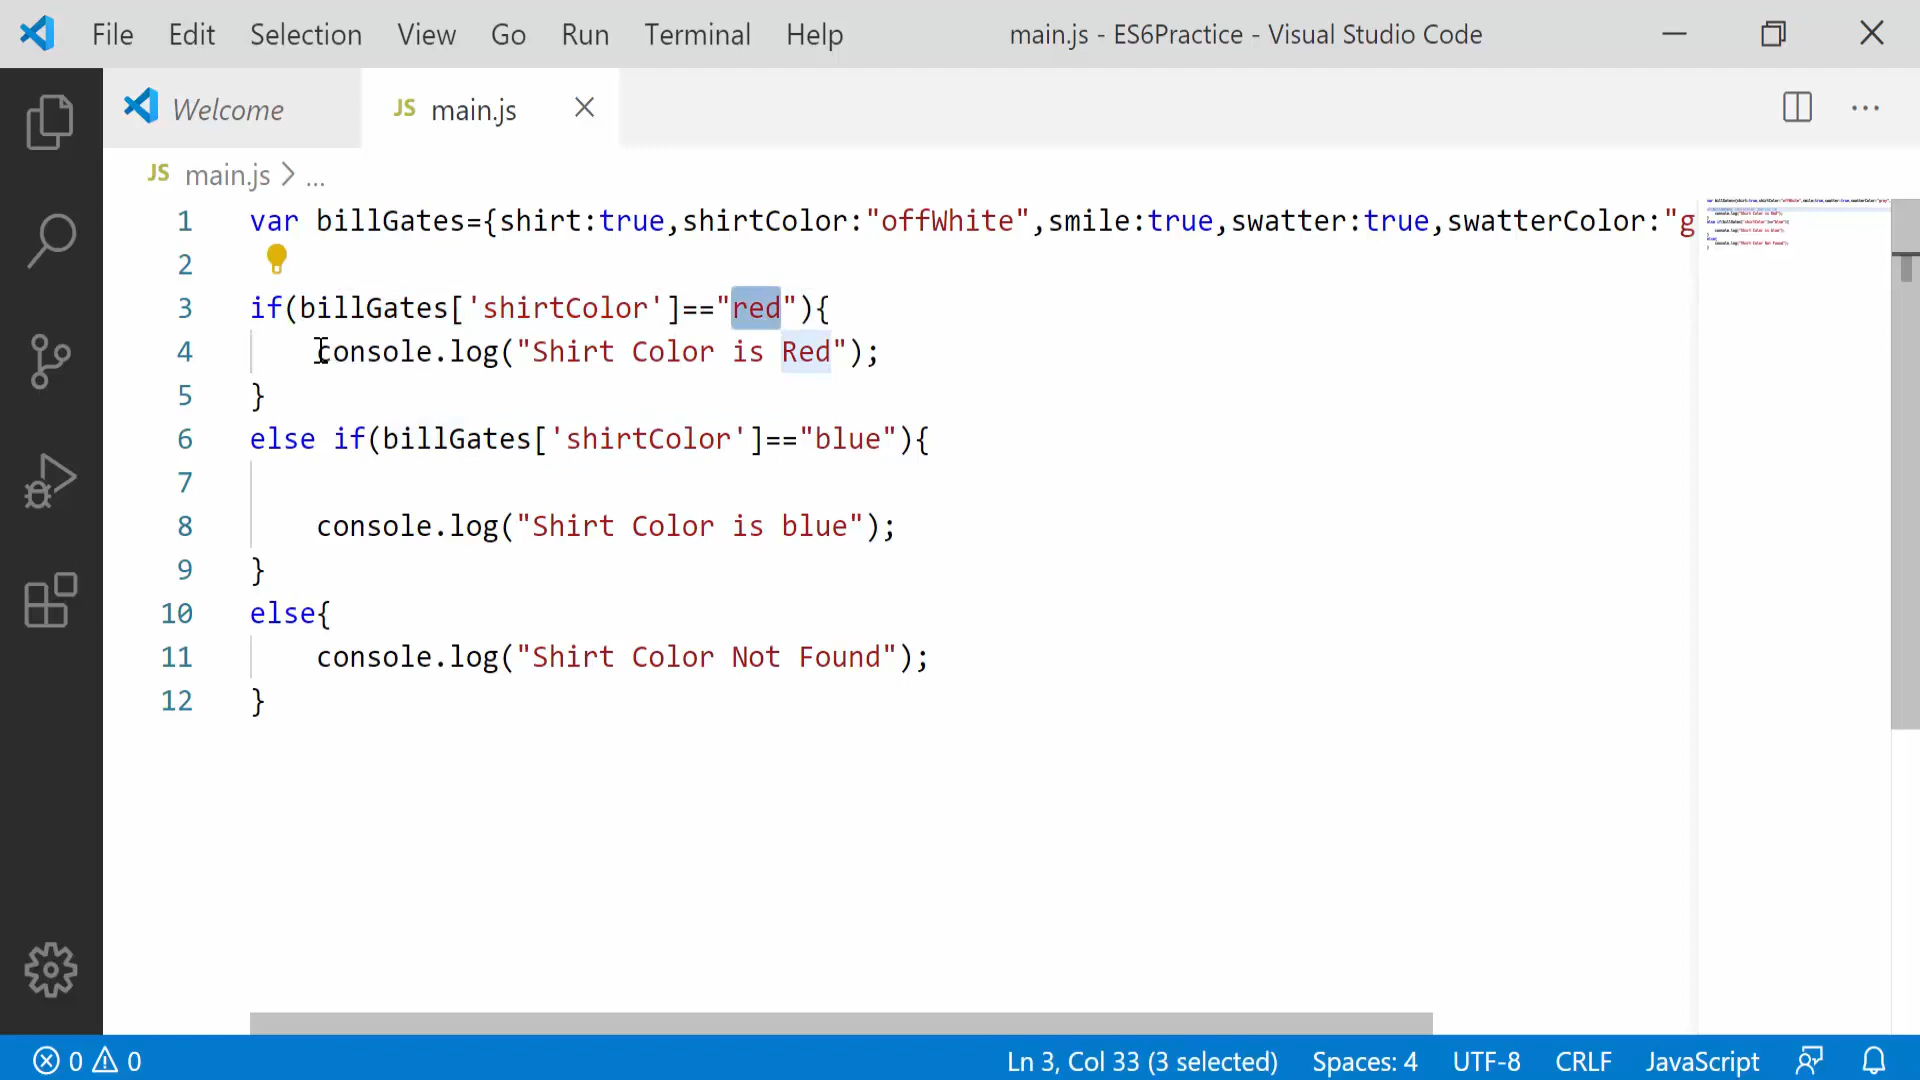 File Edit Selection View Go Run Terminal Help main.js - ES6Practice - Visual Studio Code
Welcome JS main.js
JS main.js > ...
1 var billGates={shirt:true,shirtColor:"offWhite",smile:true,swatter:true,swatterColor:"g
2
3 if(billGates['shirtColor']=="red"){
4 console.log("Shirt Color is Red");
5 }
6 else if(billGates['shirtColor']=="blue"){
7
8 console.log("Shirt Color is blue");
9 }
10 else{
11 console.log("Shirt Color Not Found");
12 }
0 0 Ln 3, Col 33 (3 selected) Spaces: 4 UTF-8 CRLF JavaScript